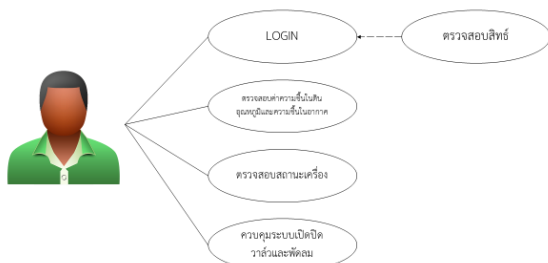 LOGIN
ตรวจสอบสิทธ์
ตรวจสอบค่าความชื้นในดิน
อุณหภูมิและความชื้นในอากาศ
ตรวจสอบสถานะเครื่อง
ควบคุมระบบเปิดปิด
วาล์วและพัดลม